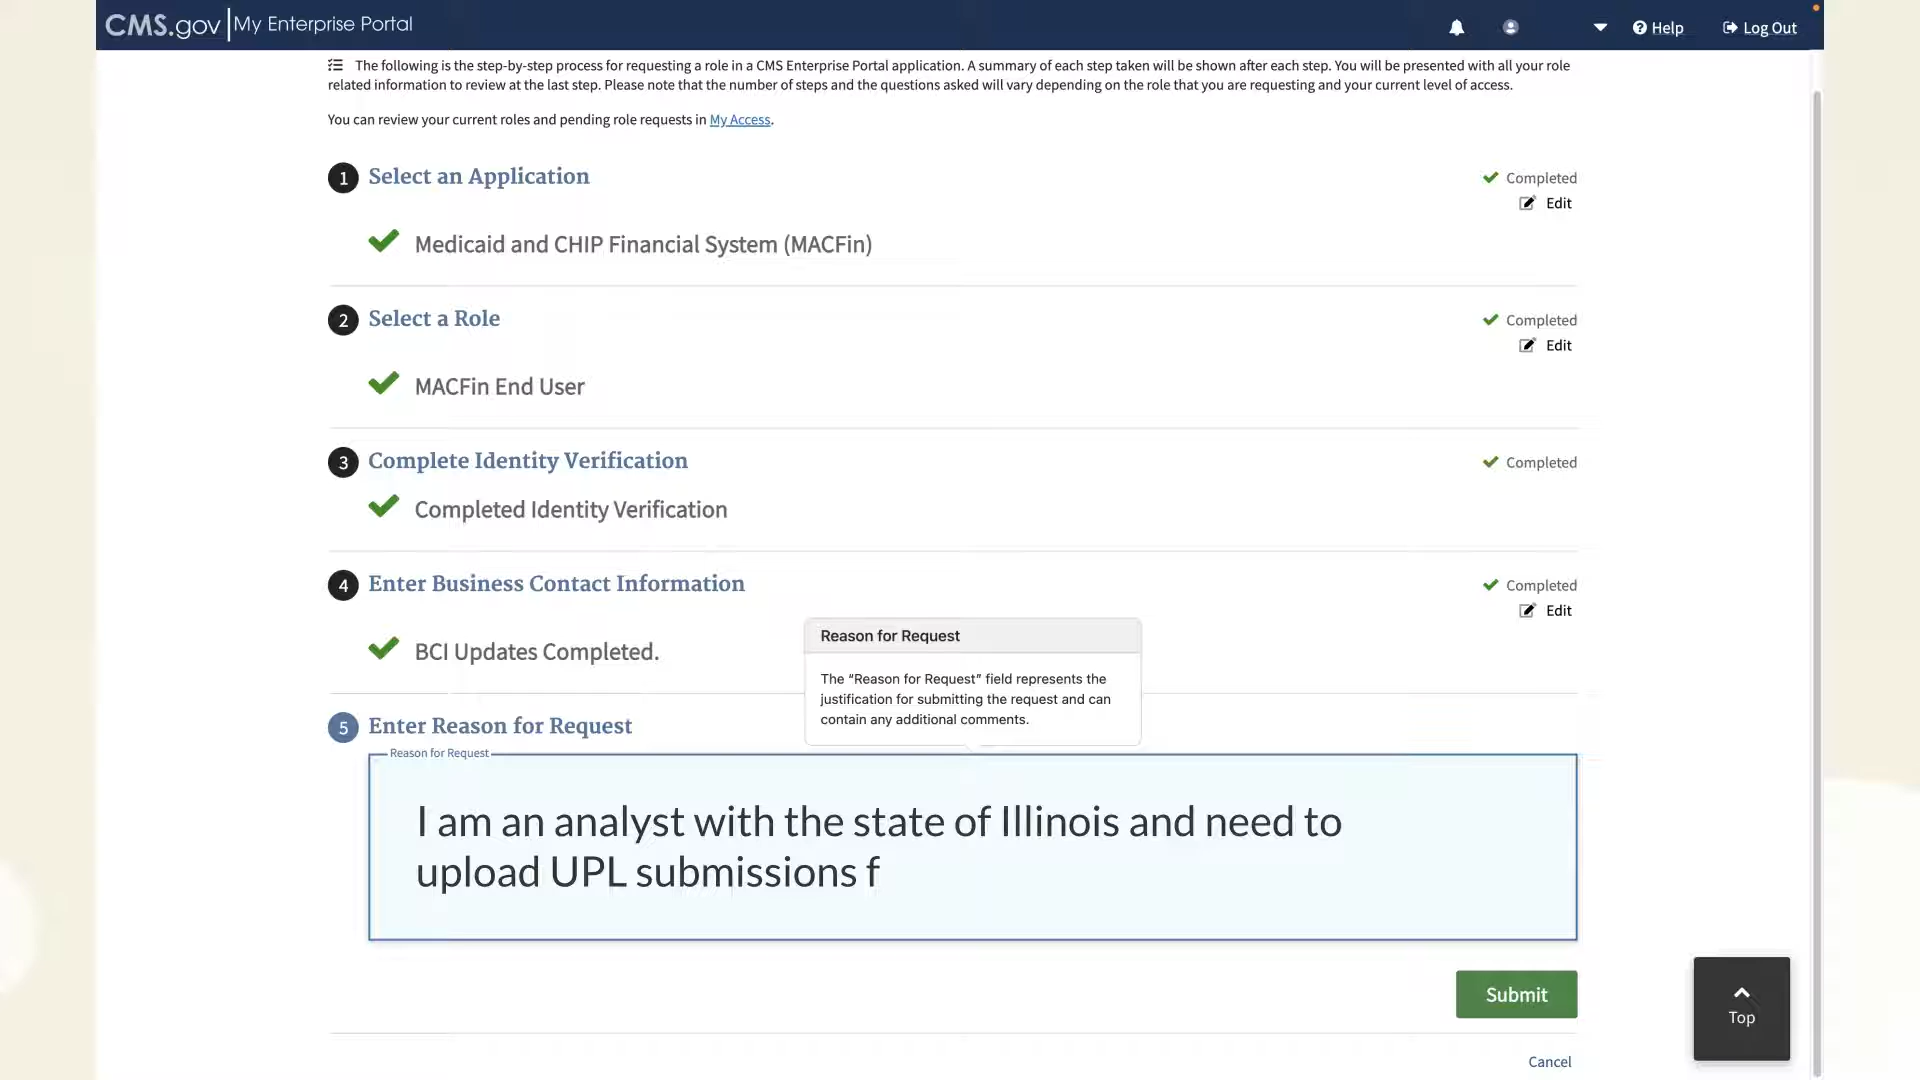 CMS.gov My Enterprise Portal
Help
Log Out
The following is the step-by-step process for requesting a role in a CMS Enterprise Portal application. A summary of each step taken will be shown after each step. You will be presented with all your role
related information to review at the last step. Please note that the number of steps and the questions asked will vary depending on the role that you are requesting and your current level of access.
You can review your current roles and pending role requests in My Access.
1 Select an Application
Completed
Edit
Medicaid and CHIP Financial System (MACFin)
2 Select a Role
Completed
Edit
MACFin End User
3 Complete Identity Verification
Completed
Completed Identity Verification
4 Enter Business Contact Information
Completed
Edit
BCI Updates Completed.
Reason for Request
The “Reason for Request” field represents the
justification for submitting the request and can
contain any additional comments.
5 Enter Reason for Request
Reason for Request
I am an analyst with the state of Illinois and need to
upload UPL submissions f
Submit
Top
Cancel